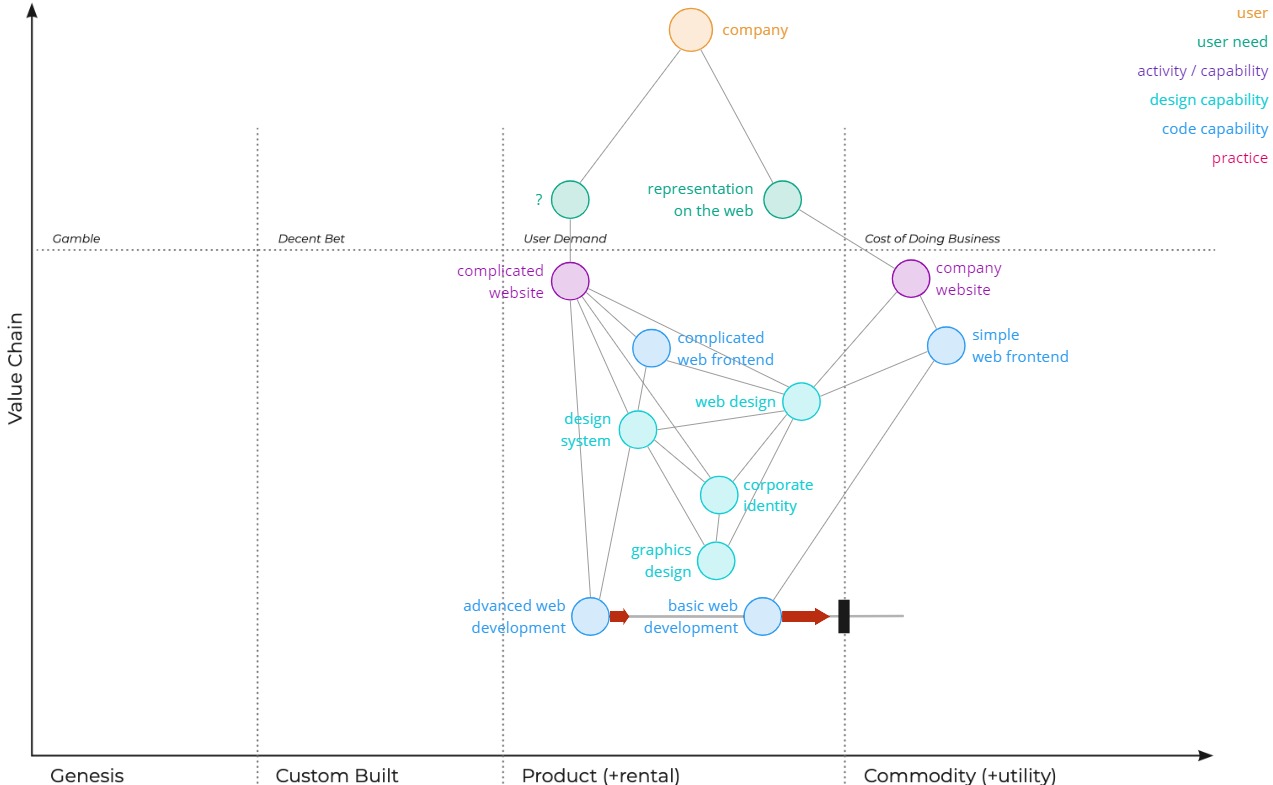 user
company
user need
activity / capability
design capability
code capability
practice
?
representation
on the web
Gamble
Decent Bet
User Demand
Cost of Doing Business
complicated
website
company
website
complicated
web frontend
simple
web frontend
web design
design
system
corporate
identity
graphics
design
advanced web
development
basic web
development
Value Chain
Genesis
Custom Built
Product (+rental)
Commodity (+utility)